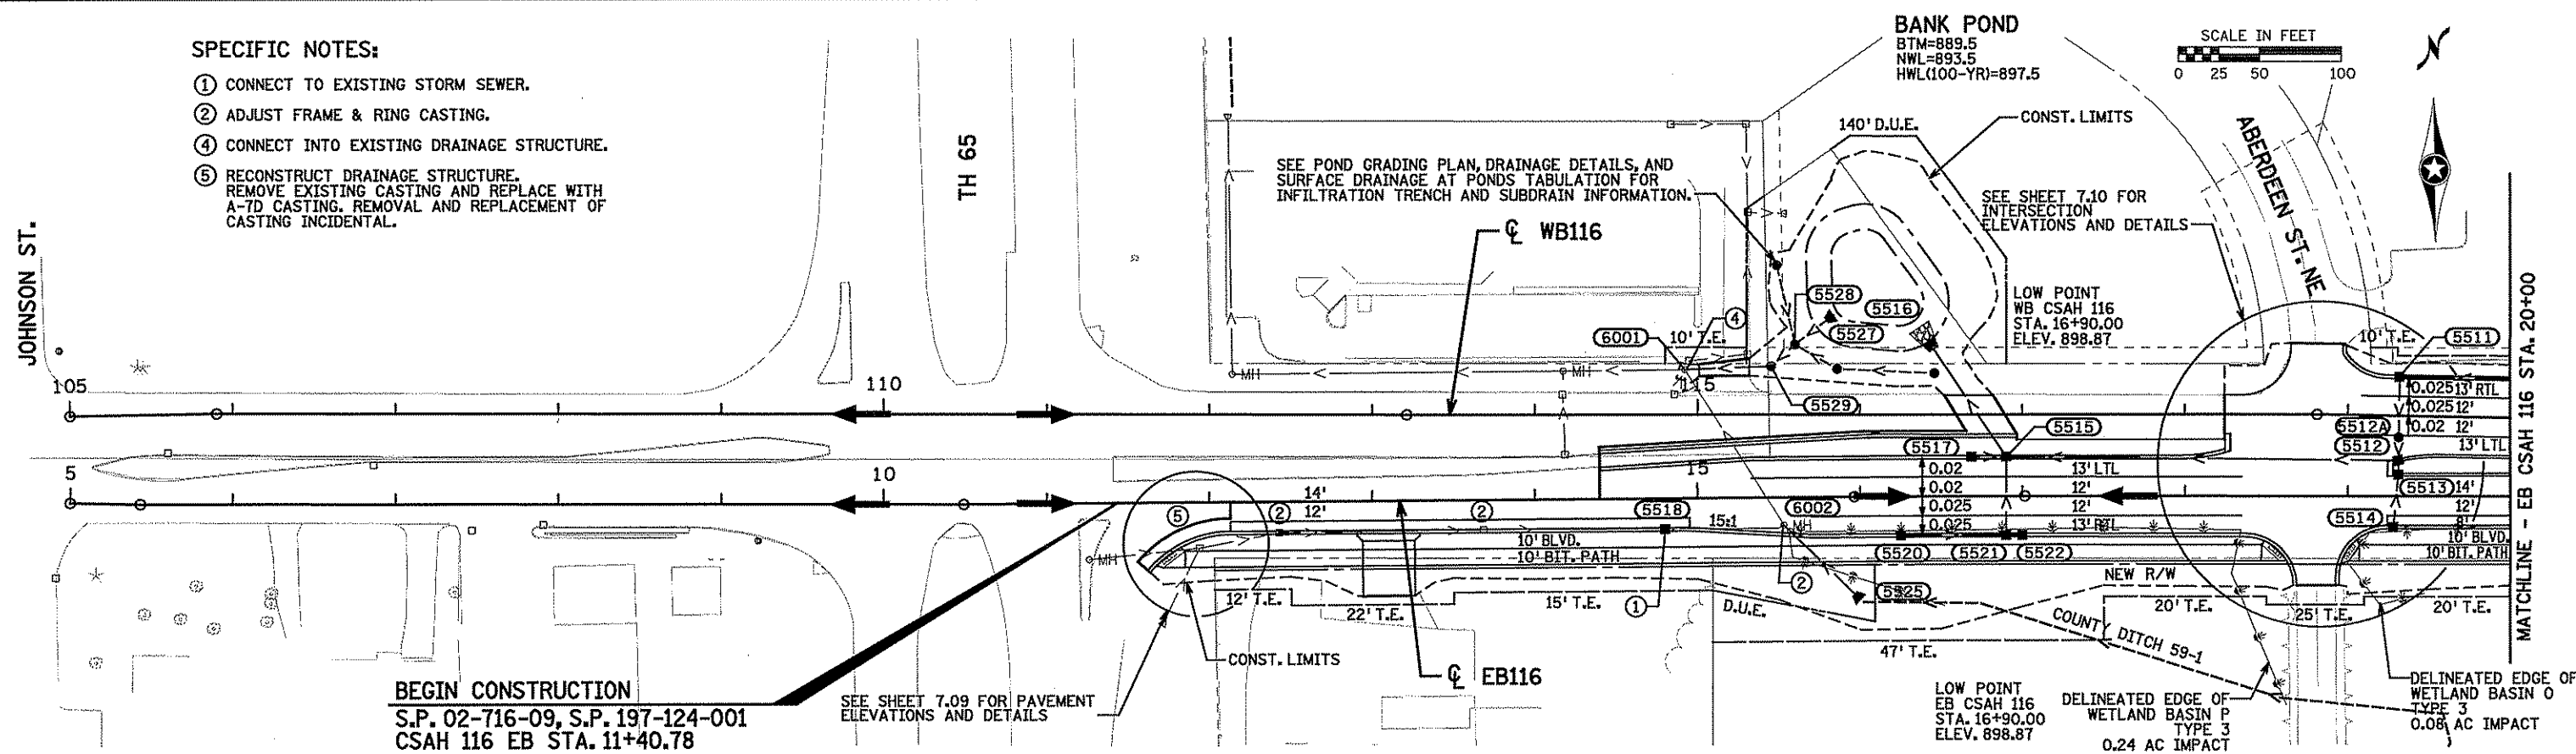 SPECIFIC NOTES:
① CONNECT TO EXISTING STORM SEWER.
② ADJUST FRAME & RING CASTING.
④ CONNECT INTO EXISTING DRAINAGE STRUCTURE.
⑤ RECONSTRUCT DRAINAGE STRUCTURE.
REMOVE EXISTING CASTING AND REPLACE WITH
A-7D CASTING. REMOVAL AND REPLACEMENT OF
CASTING INCIDENTAL.
JOHNSON ST.
TH 65
BANK POND
BTM=889.5
NWL=893.5
HWL(100-YR)=897.5
SCALE IN FEET
0 25 50 100
N
140' D.U.E.
CONST. LIMITS
ABERDEEN ST. NE
SEE POND GRADING PLAN, DRAINAGE DETAILS, AND
SURFACE DRAINAGE AT PONDS TABULATION FOR
INFILTRATION TRENCH AND SUBDRAIN INFORMATION.
SEE SHEET 7.10 FOR
INTERSECTION
ELEVATIONS AND DETAILS
℄ WB116
LOW POINT
WB CSAH 116
STA. 16+90.00
ELEV. 898.87
5528
5516
5527
④
6001
10' T.E.
10' T.E.
5511
MH
MH
105
110
115
5529
0.025 13' RTL
0.025 12'
0.02 12'
13' LTL
5512A
5512
5515
5517
5
10
15
0.02 13' LTL
0.02 12'
0.025 12'
0.025 13' RTL
5513
14'
12'
8'
5514
10' BLVD.
10' BIT. PATH
14'
12'
⑤
②
②
5518
15:1
6002
MH
MH
10' BLVD.
10' BIT. PATH
5520
5521
5522
12' T.E.
22' T.E.
15' T.E.
①
D.U.E.
②
5525
NEW R/W
COUNTY DITCH 59-1
20' T.E.
25' T.E.
20' T.E.
47' T.E.
CONST. LIMITS
℄ EB116
BEGIN CONSTRUCTION
S.P. 02-716-09, S.P. 197-124-001
CSAH 116 EB STA. 11+40.78
SEE SHEET 7.09 FOR PAVEMENT
ELEVATIONS AND DETAILS
LOW POINT
EB CSAH 116
STA. 16+90.00
ELEV. 898.87
DELINEATED EDGE OF
WETLAND BASIN P
TYPE 3
0.24 AC IMPACT
DELINEATED EDGE OF
WETLAND BASIN O
TYPE 3
0.08 AC IMPACT
MATCHLINE - EB CSAH 116 STA. 20+00